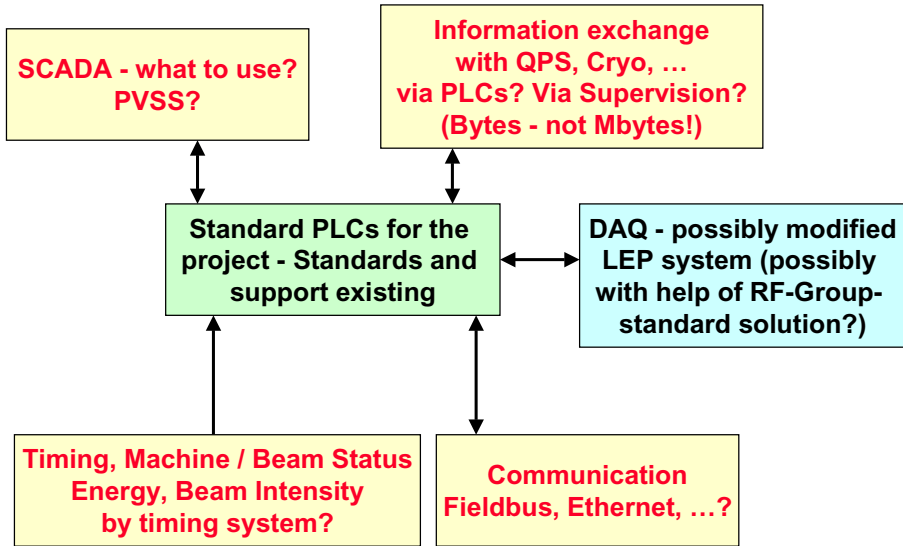 SCADA - what to use?
PVSS?
Information exchange
with QPS, Cryo, …
via PLCs? Via Supervision?
(Bytes - not Mbytes!)
Standard PLCs for the
project - Standards and
support existing
DAQ - possibly modified
LEP system (possibly
with help of RF-Group-
standard solution?)
Timing, Machine / Beam Status
Energy, Beam Intensity
by timing system?
Communication
Fieldbus, Ethernet, …?